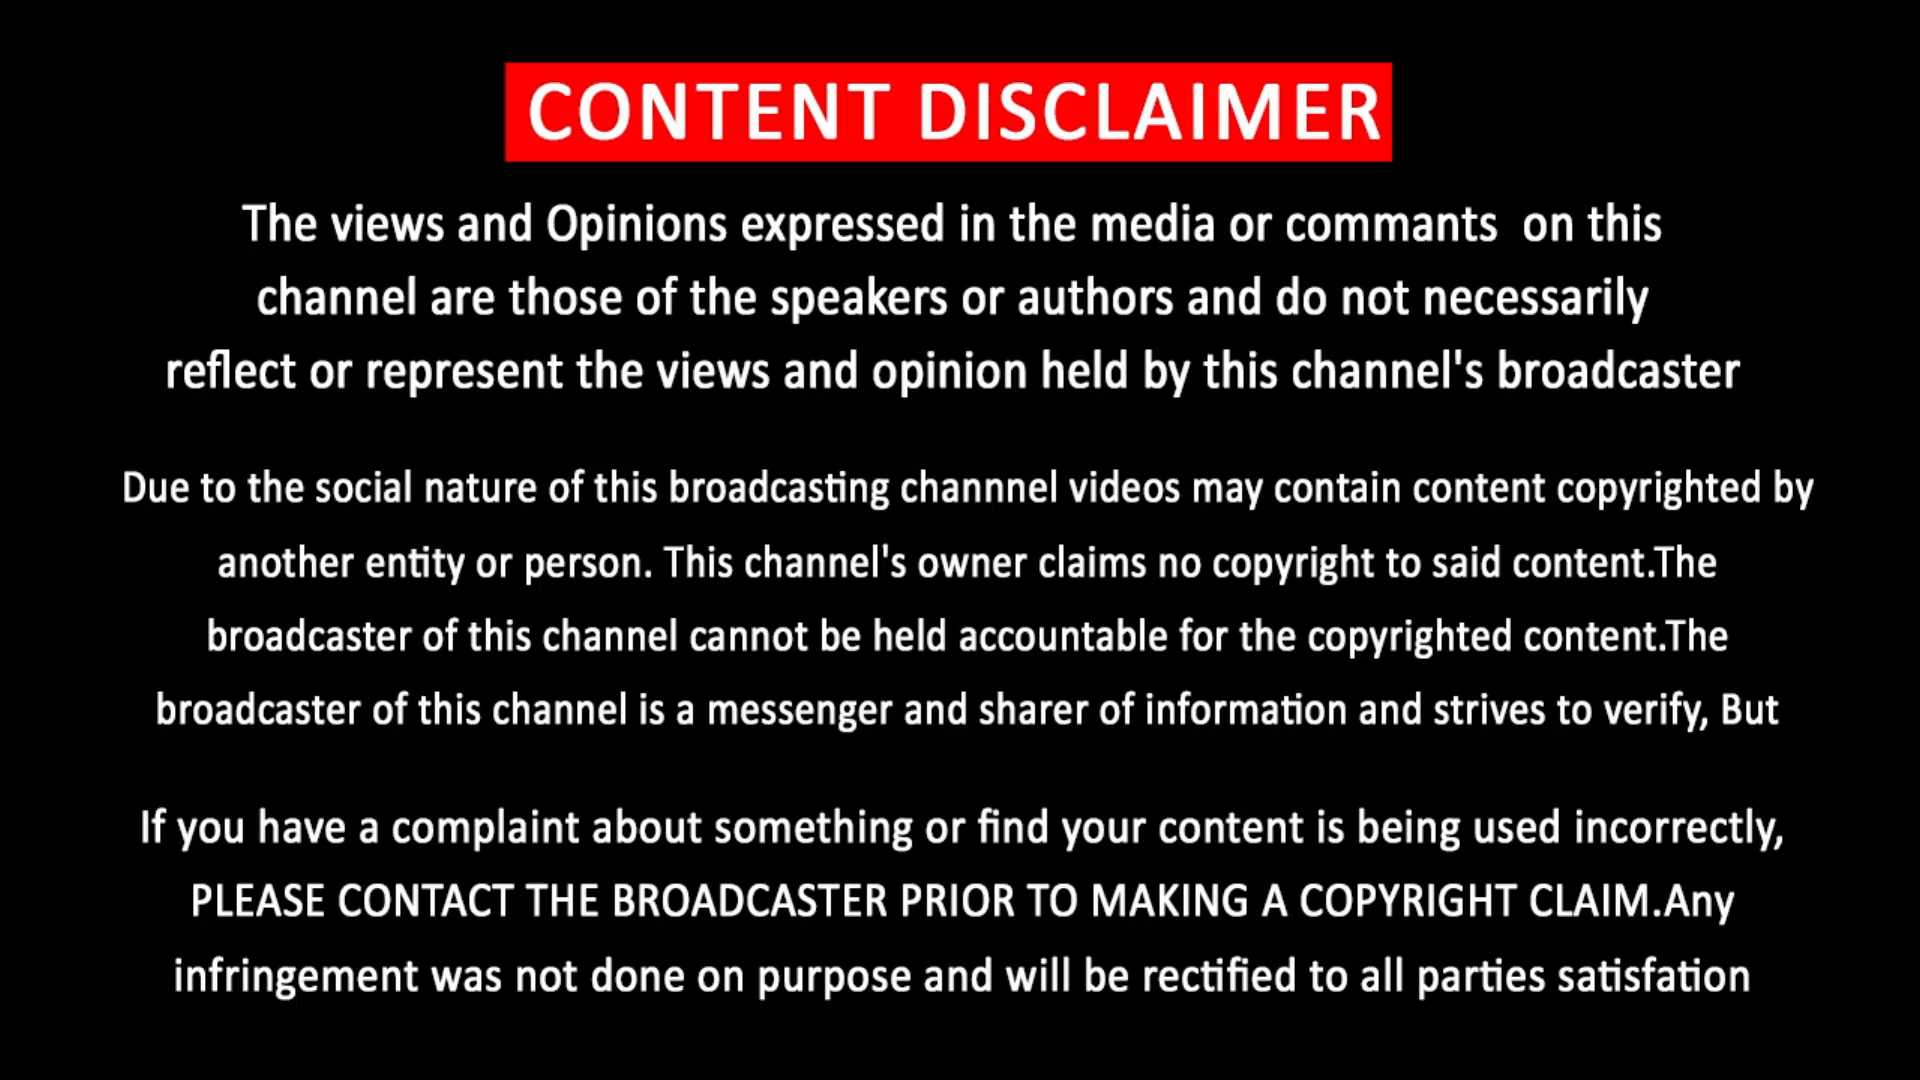 CONTENT DISCLAIMER
The views and Opinions expressed in the media or commants on this
channel are those of the speakers or authors and do not necessarily
reflect or represent the views and opinion held by this channel's broadcaster
Due to the social nature of this broadcasting channnel videos may contain content copyrighted by
another entity or person. This channel's owner claims no copyright to said content.The
broadcaster of this channel cannot be held accountable for the copyrighted content.The
broadcaster of this channel is a messenger and sharer of information and strives to verify, But
If you have a complaint about something or find your content is being used incorrectly,
PLEASE CONTACT THE BROADCASTER PRIOR TO MAKING A COPYRIGHT CLAIM.Any
infringement was not done on purpose and will be rectified to all parties satisfation